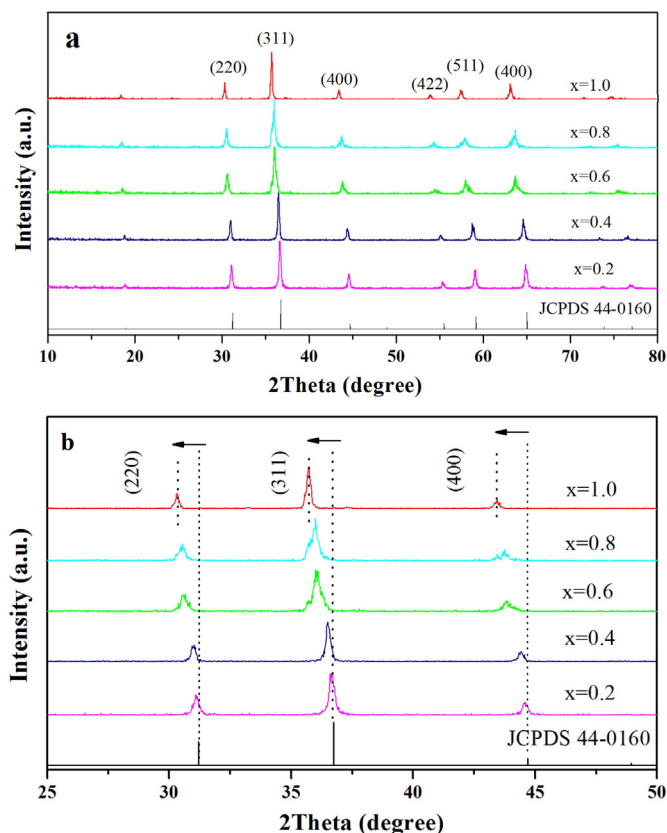 a
(311)
(220)
(400)
(422)
(511)
(400)
x=1.0
x=0.8
x=0.6
x=0.4
x=0.2
JCPDS 44-0160
Intensity (a.u.)
10 20 30 40 50 60 70 80
2Theta (degree)
b
(220)
(311)
(400)
x=1.0
x=0.8
x=0.6
x=0.4
x=0.2
JCPDS 44-0160
Intensity (a.u.)
25 30 35 40 45 50
2Theta (degree)